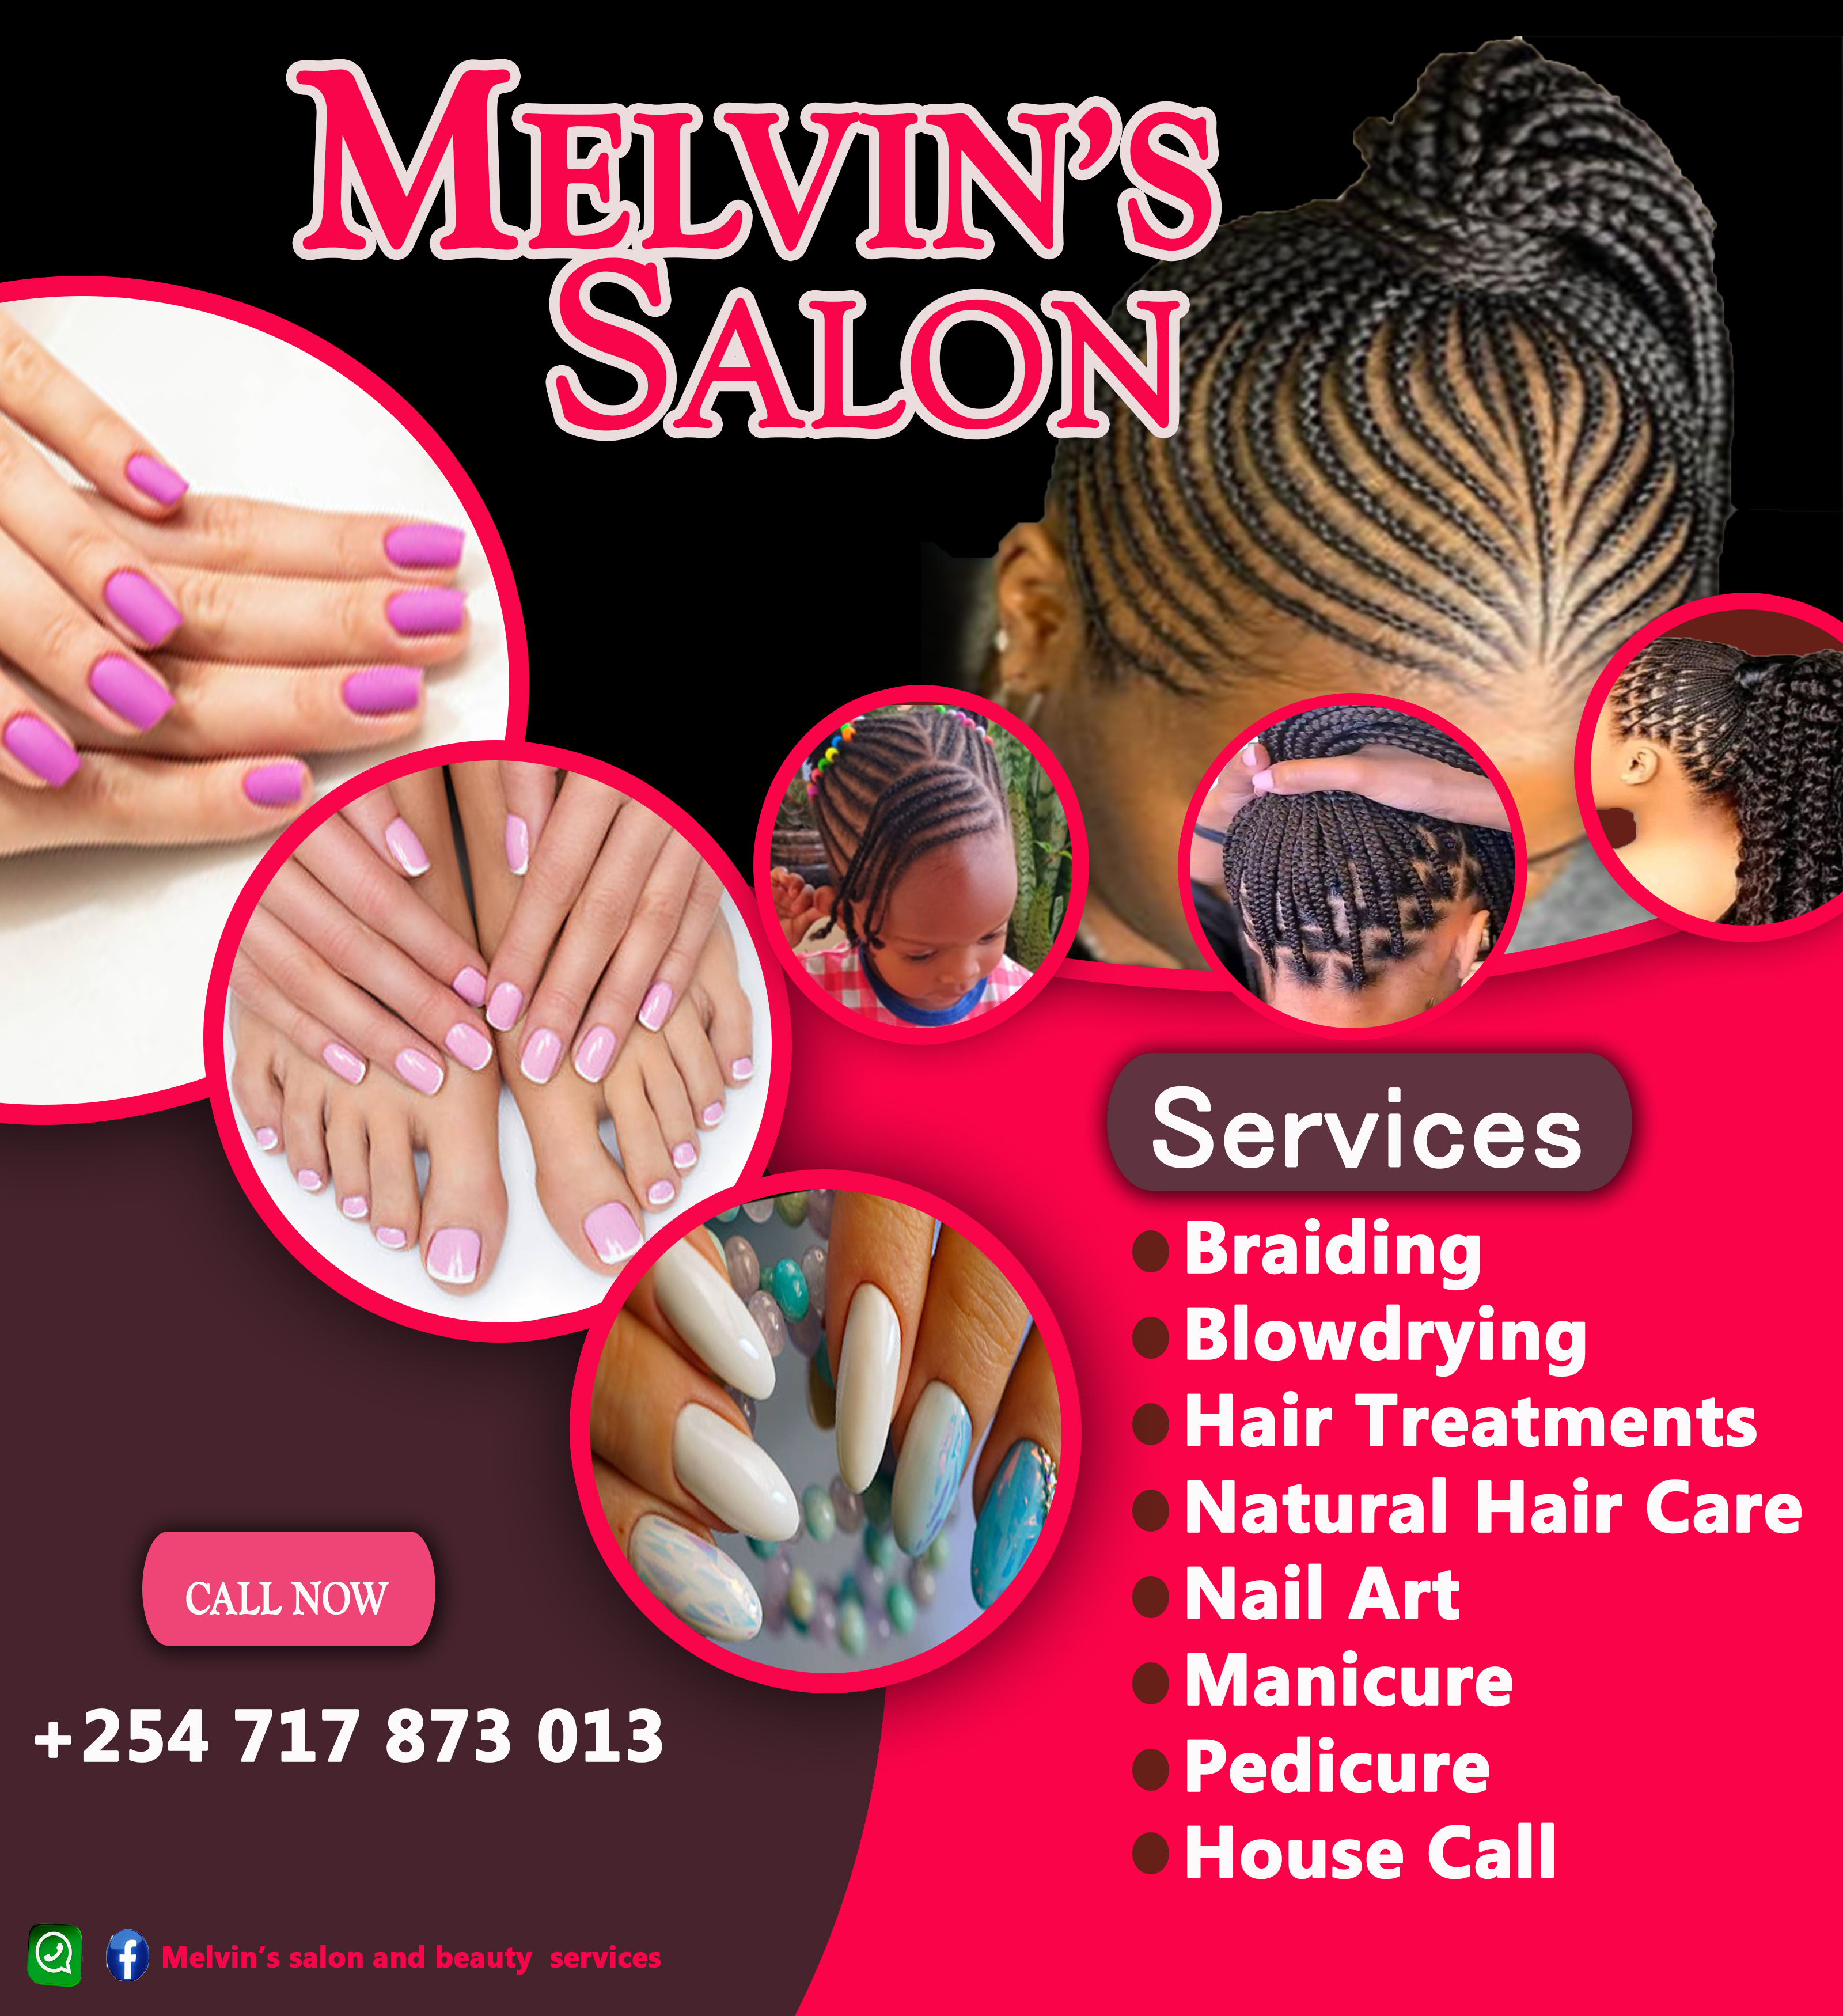 MELVIN'S
SALON
Services
Braiding
Blowdrying
Hair Treatments
Natural Hair Care
Nail Art
Manicure
Pedicure
House Call
CALL NOW
+254 717 873 013
Melvin's salon and beauty services